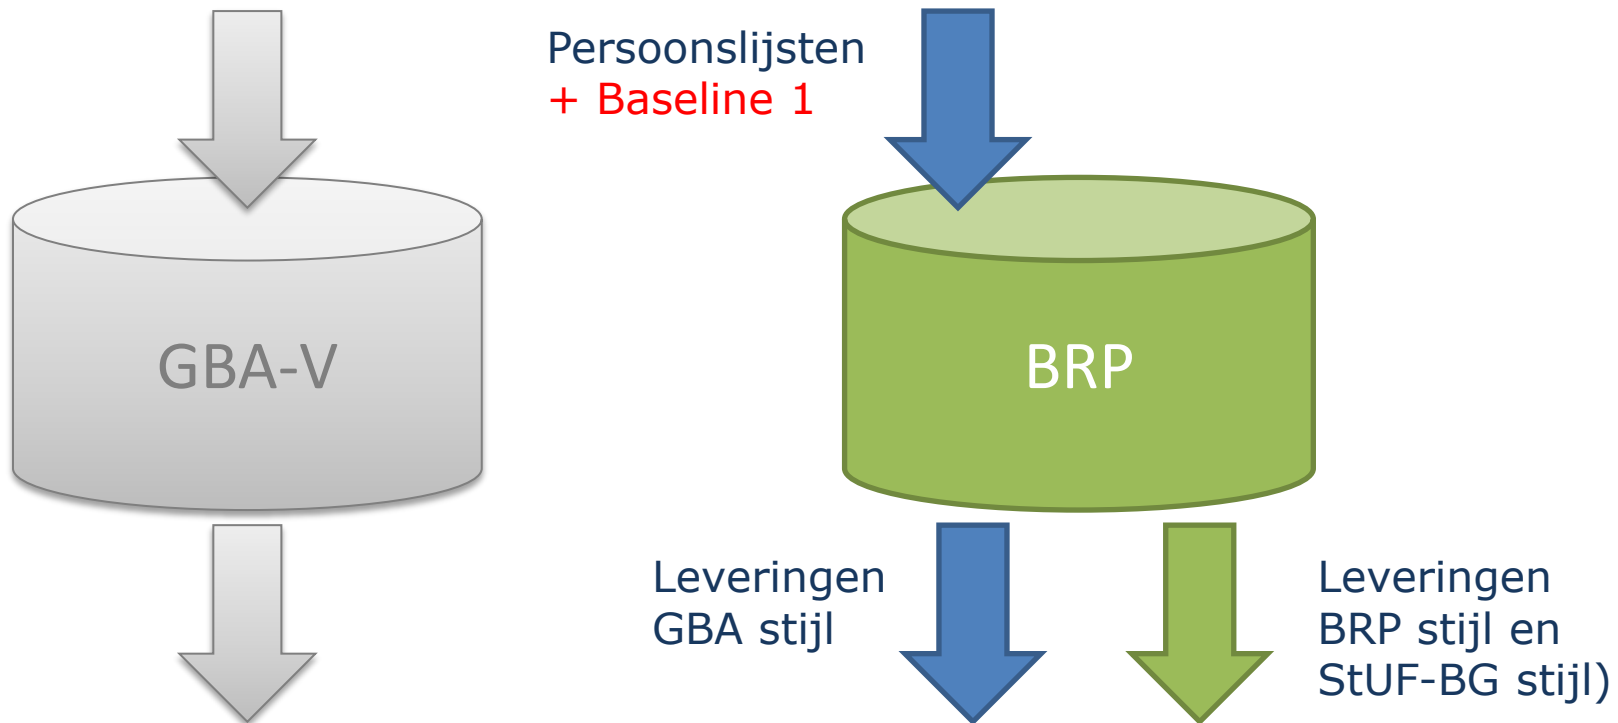 Persoonslijsten
+ Baseline 1
GBA-V
BRP
Leveringen
GBA stijl
Leveringen
BRP stijl en
StUF-BG stijl)